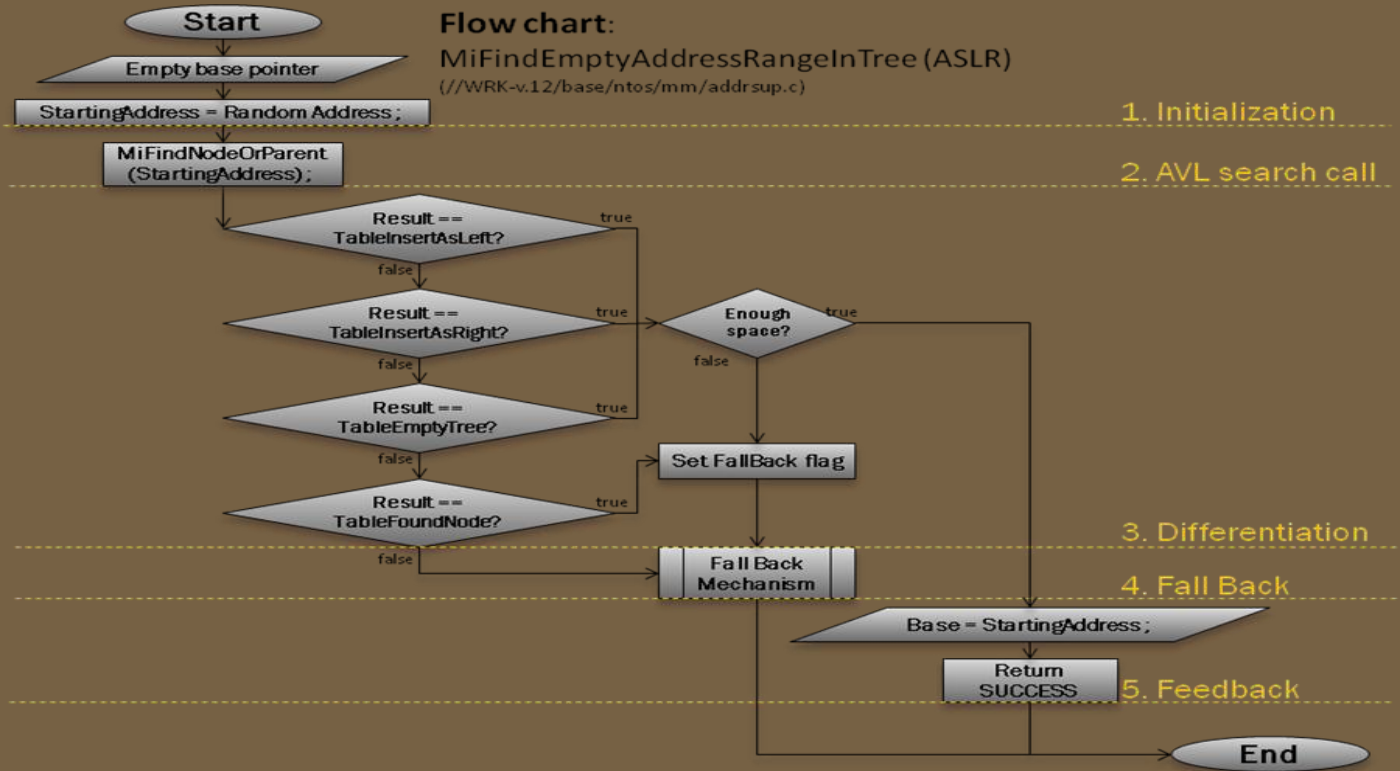 Start
Flow chart:
MiFindEmptyAddressRangeInTree (ASLR)
(//WRK-v.12/base/ntos/mm/addrsup.c)
Empty base pointer
StartingAddress = Random Address;
1. Initialization
MiFindNodeOrParent
(StartingAddress);
2. AVL search call
Result ==
TableInsertAsLeft?
true
false
Result ==
TableInsertAsRight?
true
false
Enough
space?
true
false
Result ==
TableEmptyTree?
true
false
Set FallBack flag
Result ==
TableFoundNode?
true
false
3. Differentiation
Fall Back
Mechanism
4. Fall Back
Base = StartingAddress;
Return
SUCCESS
5. Feedback
End